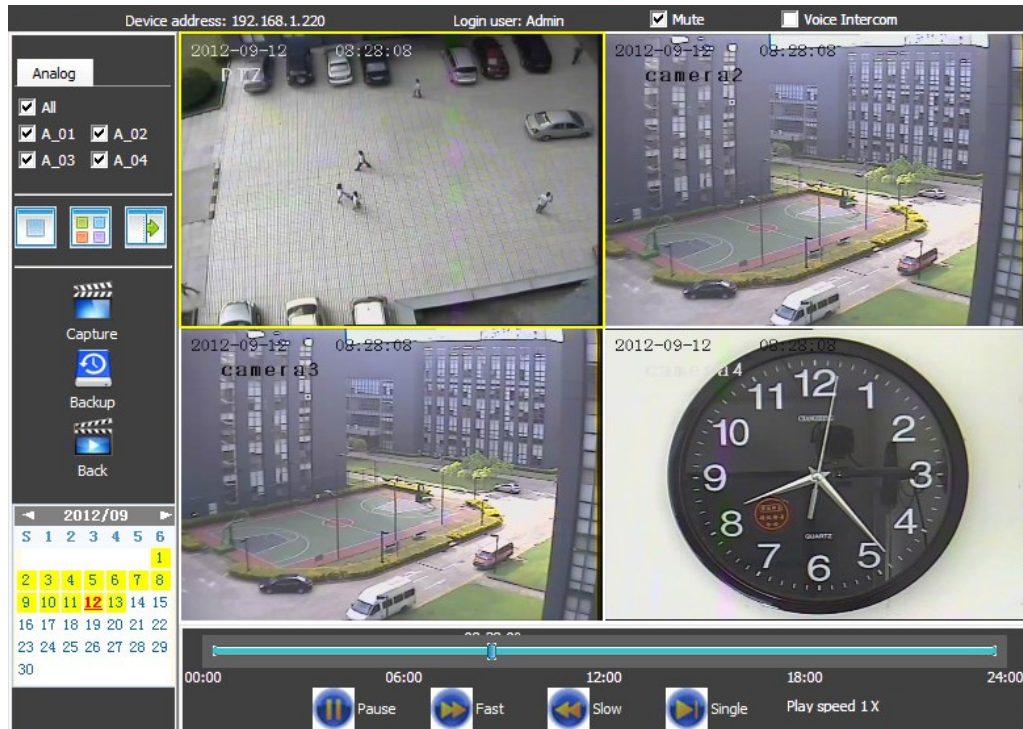 Device address: 192.168.1.220 Login user: Admin Mute Voice Intercom
Analog
All
A_01 A_02
A_03 A_04
Capture
Backup
Back
2012/09
S 1 2 3 4 5 6
1
2 3 4 5 6 7 8
9 10 11 12 13 14 15
16 17 18 19 20 21 22
23 24 25 26 27 28 29
30
2012-09-12 08:28:08
PTZ
2012-09-12 08:28:08
camera2
2012-09-12 08:28:08
camera3
2012-09-12 08:28:08
camera4
12
1
2
3
4
5
6
7
8
9
10
11
QUARTZ
00:00 06:00 12:00 18:00 24:00
Pause Fast Slow Single Play speed 1 X